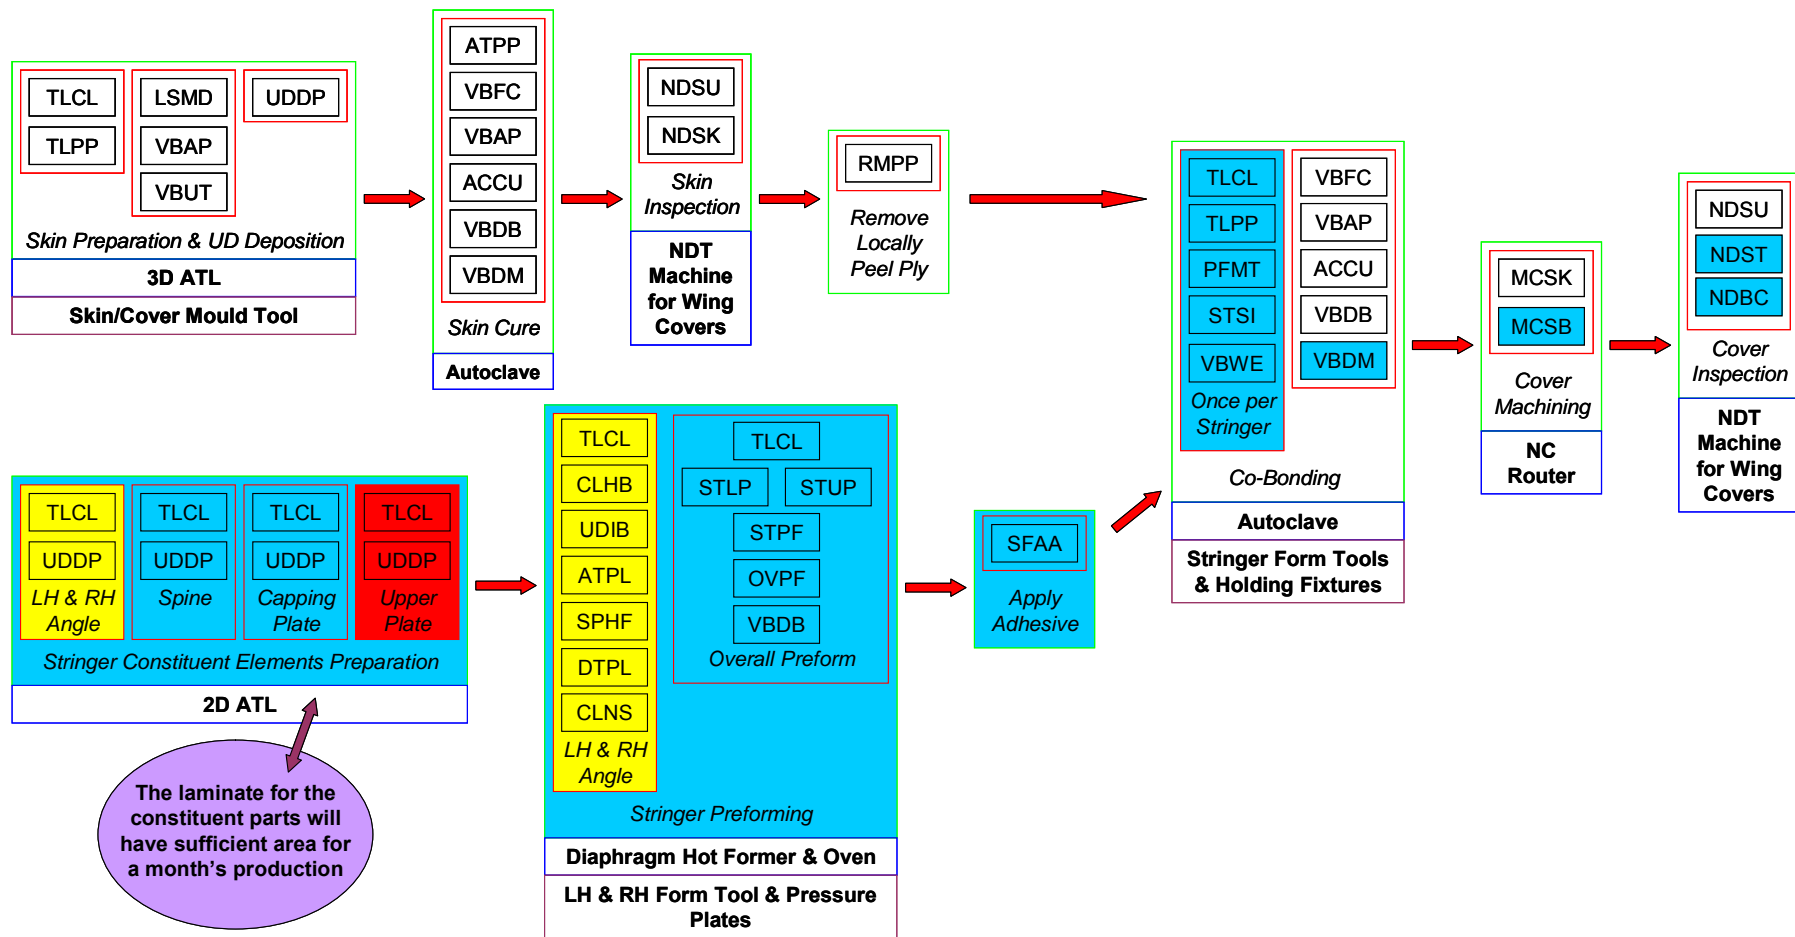 TLCL
TLPP
LSMD
VBAP
VBUT
UDDP
Skin Preparation & UD Deposition
3D ATL
Skin/Cover Mould Tool
ATPP
VBFC
VBAP
ACCU
VBDB
VBDM
Skin Cure
Autoclave
NDSU
NDSK
Skin
Inspection
NDT
Machine
for Wing
Covers
RMPP
Remove
Locally
Peel Ply
TLCL
UDDP
LH & RH
Angle
TLCL
UDDP
Spine
TLCL
UDDP
Capping
Plate
TLCL
UDDP
Upper
Plate
Stringer Constituent Elements Preparation
2D ATL
The laminate for the
constituent parts will
have sufficient area for
a month’s production
TLCL
CLHB
UDIB
ATPL
SPHF
DTPL
CLNS
LH & RH
Angle
TLCL
STLP STUP
STPF
OVPF
VBDB
Overall Preform
Stringer Preforming
Diaphragm Hot Former & Oven
LH & RH Form Tool & Pressure
Plates
SFAA
Apply
Adhesive
TLCL
TLPP
PFMT
STSI
VBWE
Once per
Stringer
VBFC
VBAP
ACCU
VBDB
VBDM
Co-Bonding
Autoclave
Stringer Form Tools
& Holding Fixtures
MCSK
MCSB
Cover
Machining
NC
Router
NDSU
NDST
NDBC
Cover
Inspection
NDT
Machine
for Wing
Covers